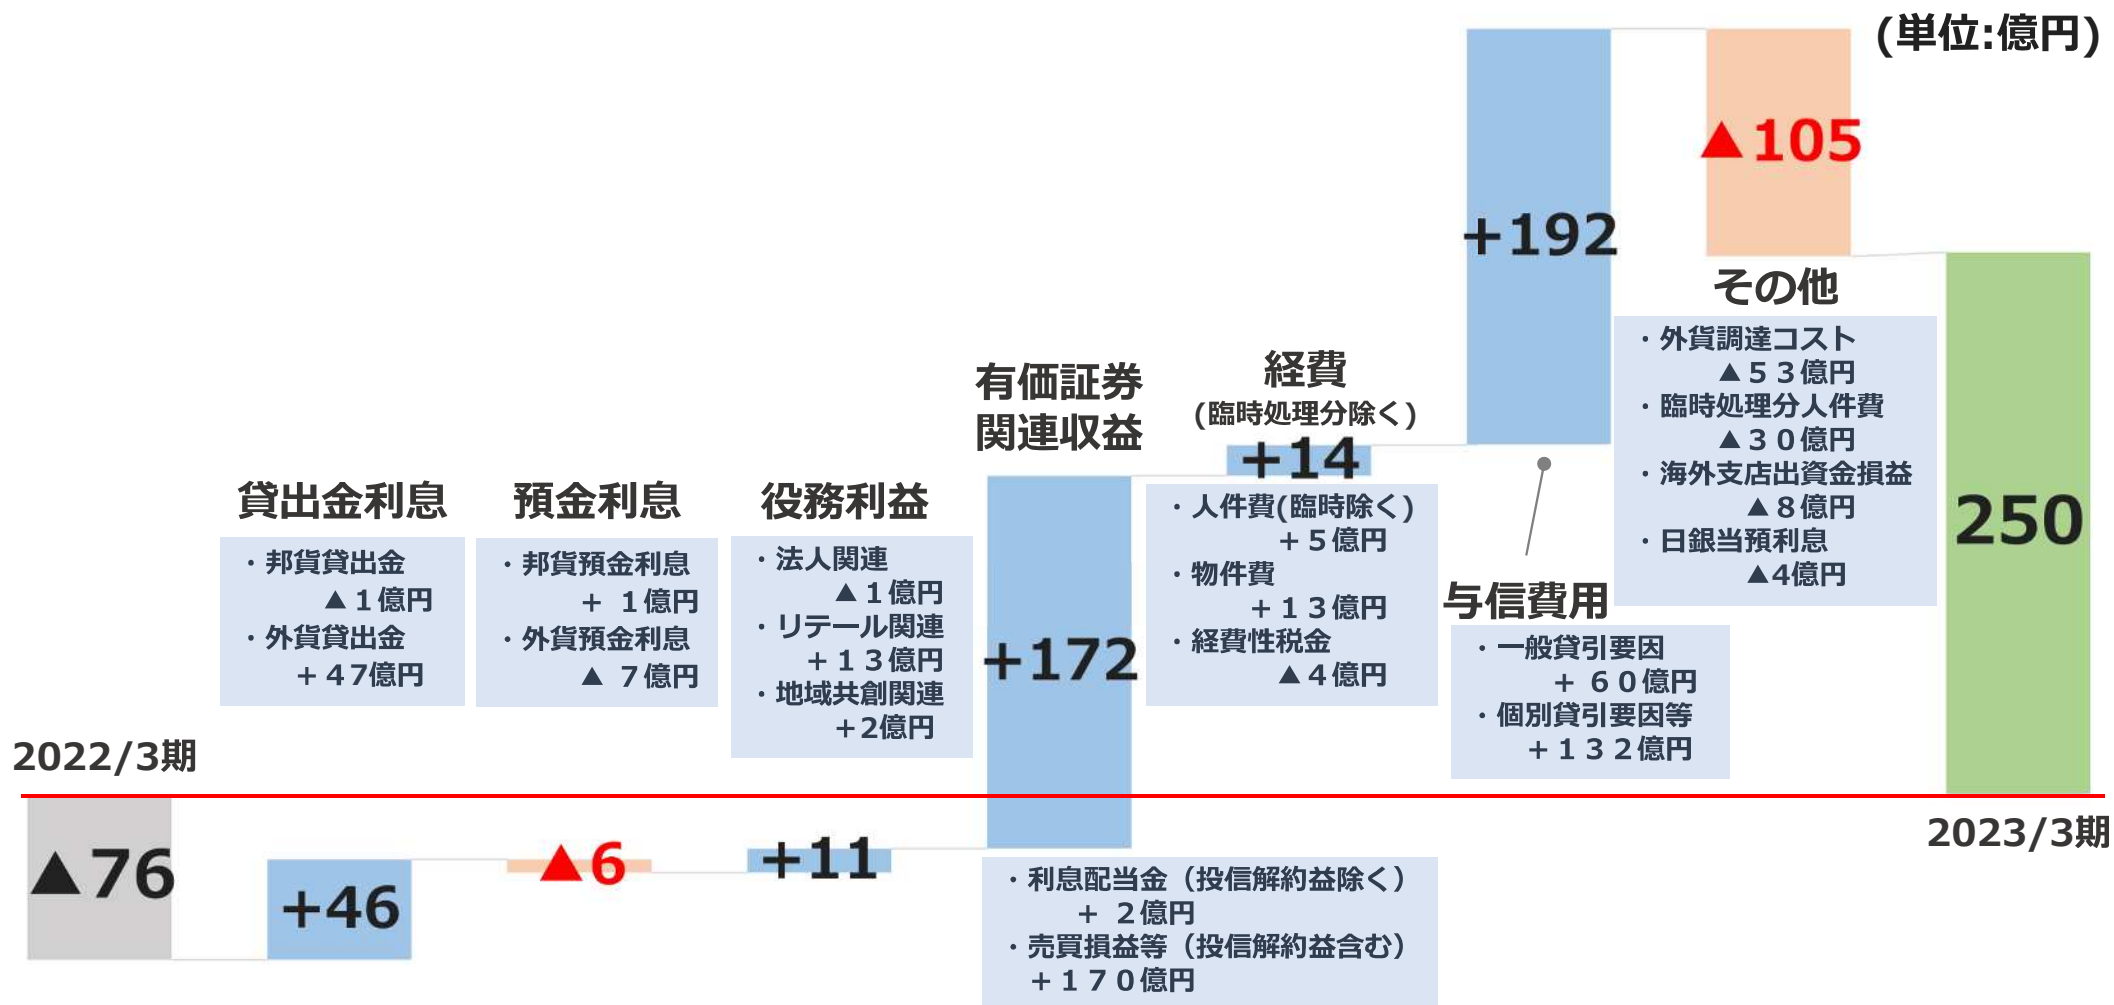 (単位:億円)
2022/3期
▲76
貸出金利息
・邦貨貸出金
▲１億円
・外貨貸出金
＋４7億円
+46
預金利息
・邦貨預金利息
＋ １億円
・外貨預金利息
▲ ７億円
▲6
役務利益
・法人関連
▲１億円
・リテール関連
＋１３億円
・地域共創関連
＋2億円
+11
有価証券
関連収益
+172
・利息配当金（投信解約益除く）
＋ ２億円
・売買損益等（投信解約益含む）
＋１７０億円
経費
(臨時処理分除く)
+14
・人件費(臨時除く)
＋５億円
・物件費
＋１３億円
・経費性税金
▲４億円
+192
与信費用
・一般貸引要因
＋ ６０億円
・個別貸引要因等
＋１３２億円
▲105
その他
・外貨調達コスト
▲５３億円
・臨時処理分人件費
▲３０億円
・海外支店出資金損益
▲８億円
・日銀当預利息
▲4億円
250
2023/3期